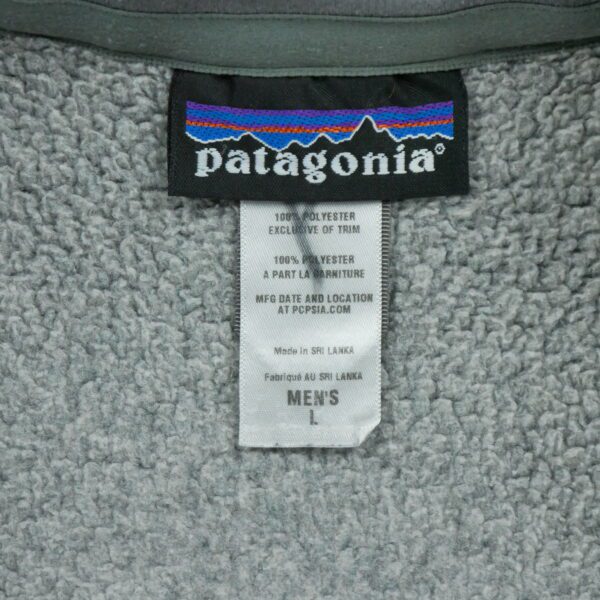 patagonia®
100% POLYESTER
EXCLUSIVE OF TRIM
100% POLYESTER
A PART LA GARNITURE
MFG DATE AND LOCATION
AT PCPSIA.COM
Made in SRI LANKA
Fabriqué AU SRI LANKA
MEN'S
L